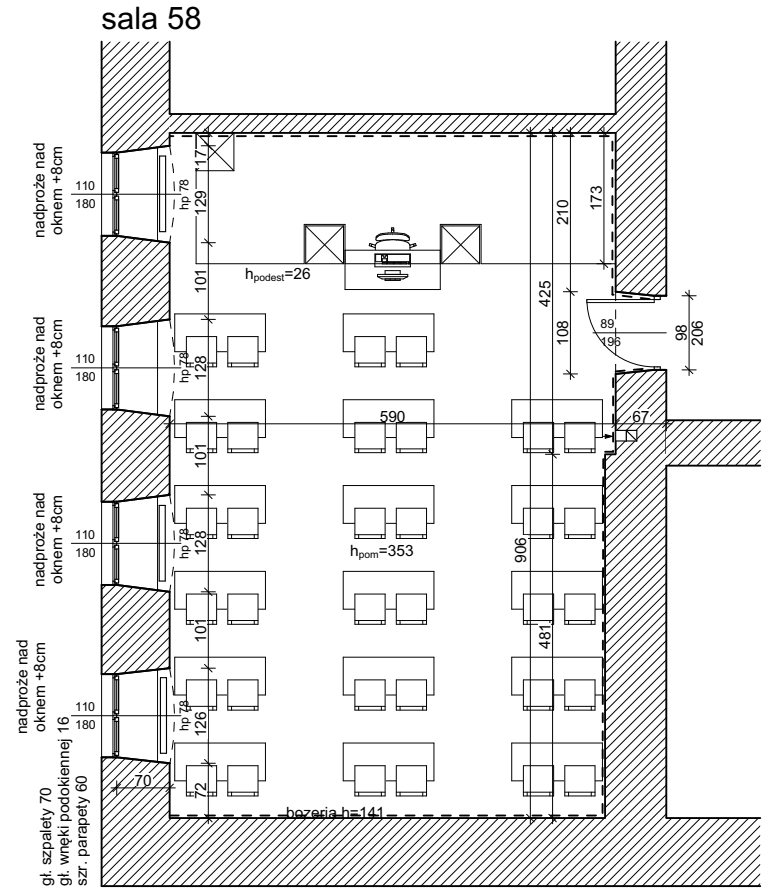 sala 58
nadproże nad
oknem +8cm
110
180
hp 78
17
129
210
173
h podest=26
101
425
108
89
196
98
206
nadproże nad
oknem +8cm
110
180
hp 78
128
590
67
101
nadproże nad
oknem +8cm
110
180
hp 78
128
h pom=353
906
101
481
nadproże nad
oknem +8cm
110
180
hp 78
126
70
72
bozeria h=141
gł. szpalety 70
gł. wnęki podokiennej 16
szr. parapety 60